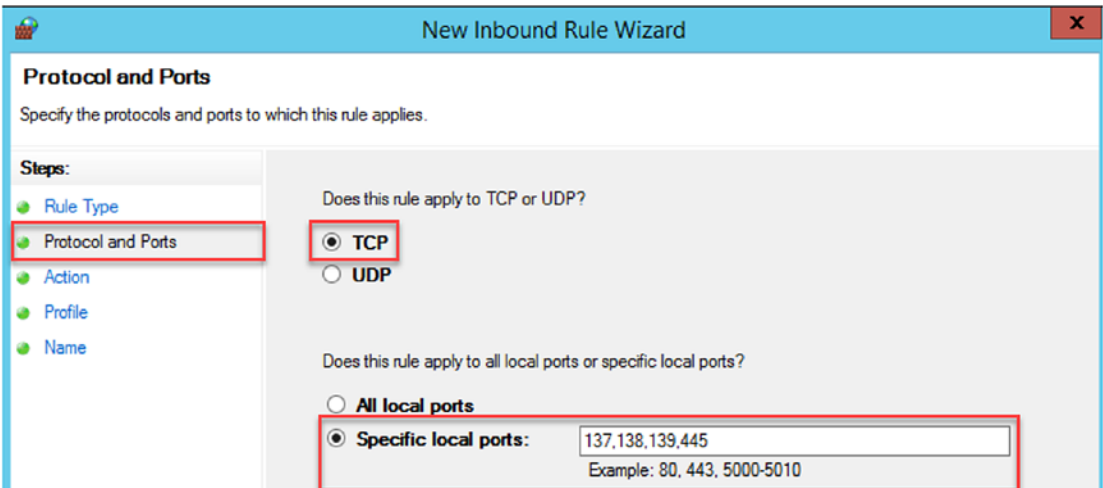 New Inbound Rule Wizard
x
Protocol and Ports
Specify the protocols and ports to which this rule applies.
Steps:
Rule Type
Protocol and Ports
Action
Profile
Name
Does this rule apply to TCP or UDP?
TCP
UDP
Does this rule apply to all local ports or specific local ports?
All local ports
Specific local ports: 137,138,139,445
Example: 80, 443, 5000-5010